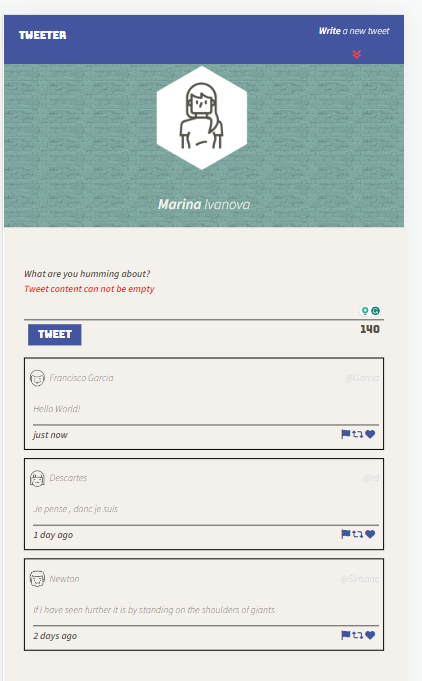 TWEETER
Write a new tweet
Marina Ivanova
What are you humming about?
Tweet content can not be empty
TWEET
140
Francisco Garcia @Garcia
Hello World!
just now
Descartes @rd
Je pense , donc je suis
1 day ago
Newton @SirIsaac
If I have seen further it is by standing on the shoulders of giants
2 days ago